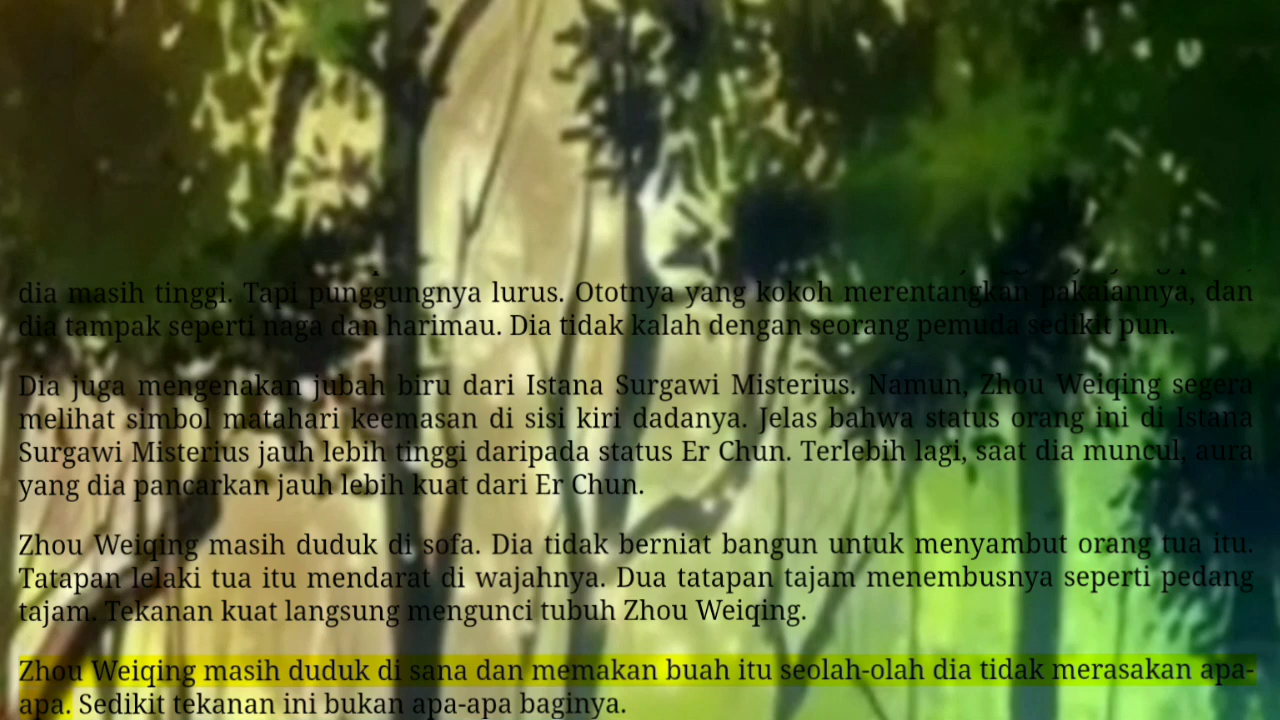 dia masih tinggi. Tapi punggungnya lurus. Ototnya yang kokoh merentangkan pakaiannya, dan
dia tampak seperti naga dan harimau. Dia tidak kalah dengan seorang pemuda sedikit pun.
Dia juga mengenakan jubah biru dari Istana Surgawi Misterius. Namun, Zhou Weiqing segera
melihat simbol matahari keemasan di sisi kiri dadanya. Jelas bahwa status orang ini di Istana
Surgawi Misterius jauh lebih tinggi daripada status Er Chun. Terlebih lagi, saat dia muncul, aura
yang dia pancarkan jauh lebih kuat dari Er Chun.
Zhou Weiqing masih duduk di sofa. Dia tidak berniat bangun untuk menyambut orang tua itu.
Tatapan lelaki tua itu mendarat di wajahnya. Dua tatapan tajam menembusnya seperti pedang
tajam. Tekanan kuat langsung mengunci tubuh Zhou Weiqing.
Zhou Weiqing masih duduk di sana dan memakan buah itu seolah-olah dia tidak merasakan apa-
apa. Sedikit tekanan ini bukan apa-apa baginya.